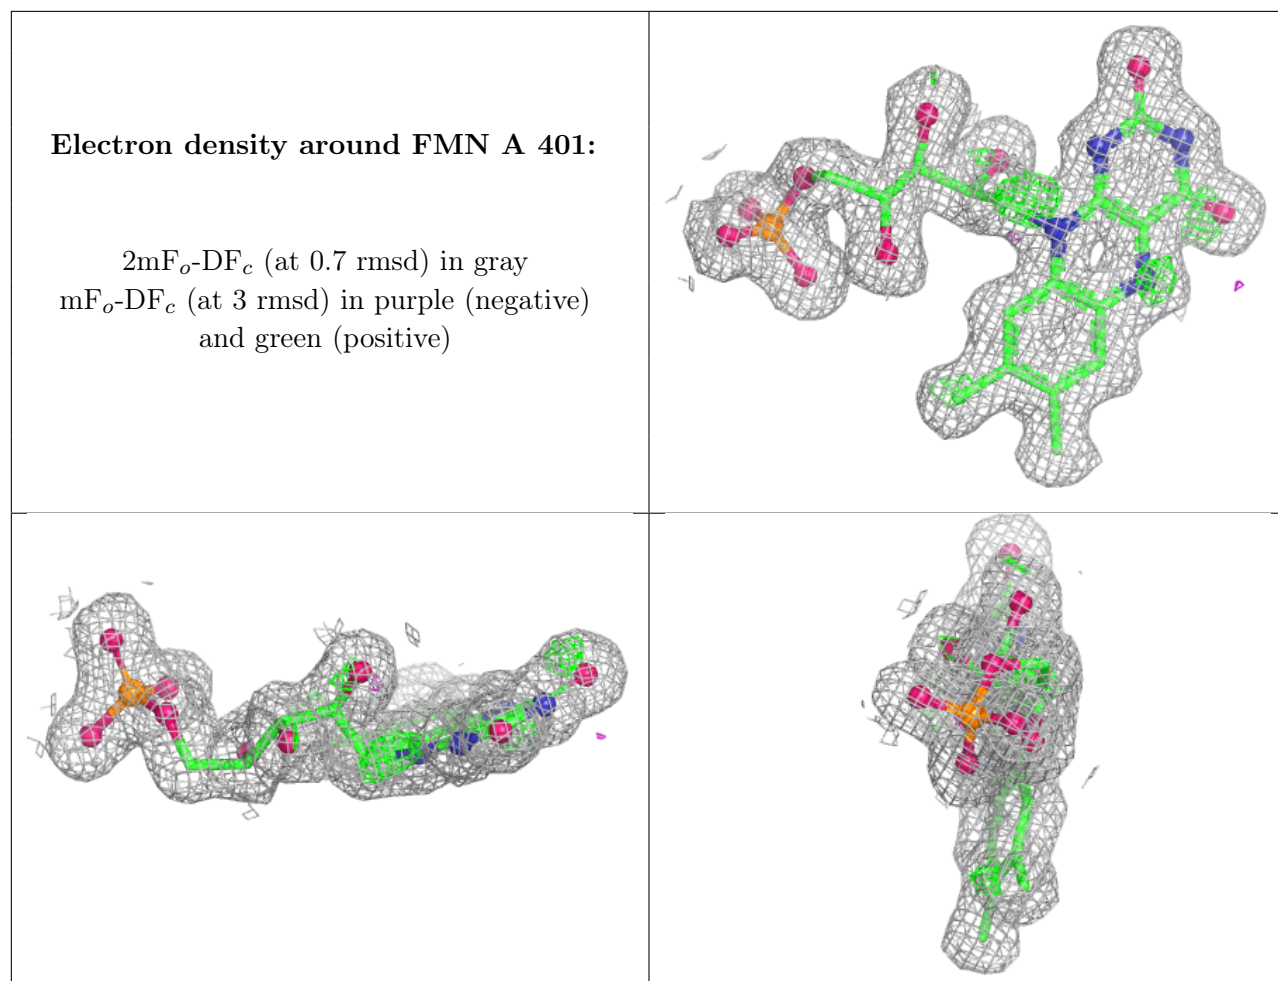 Electron density around FMN A 401:
2mFo-DFc (at 0.7 rmsd) in gray
mFo-DFc (at 3 rmsd) in purple (negative)
and green (positive)